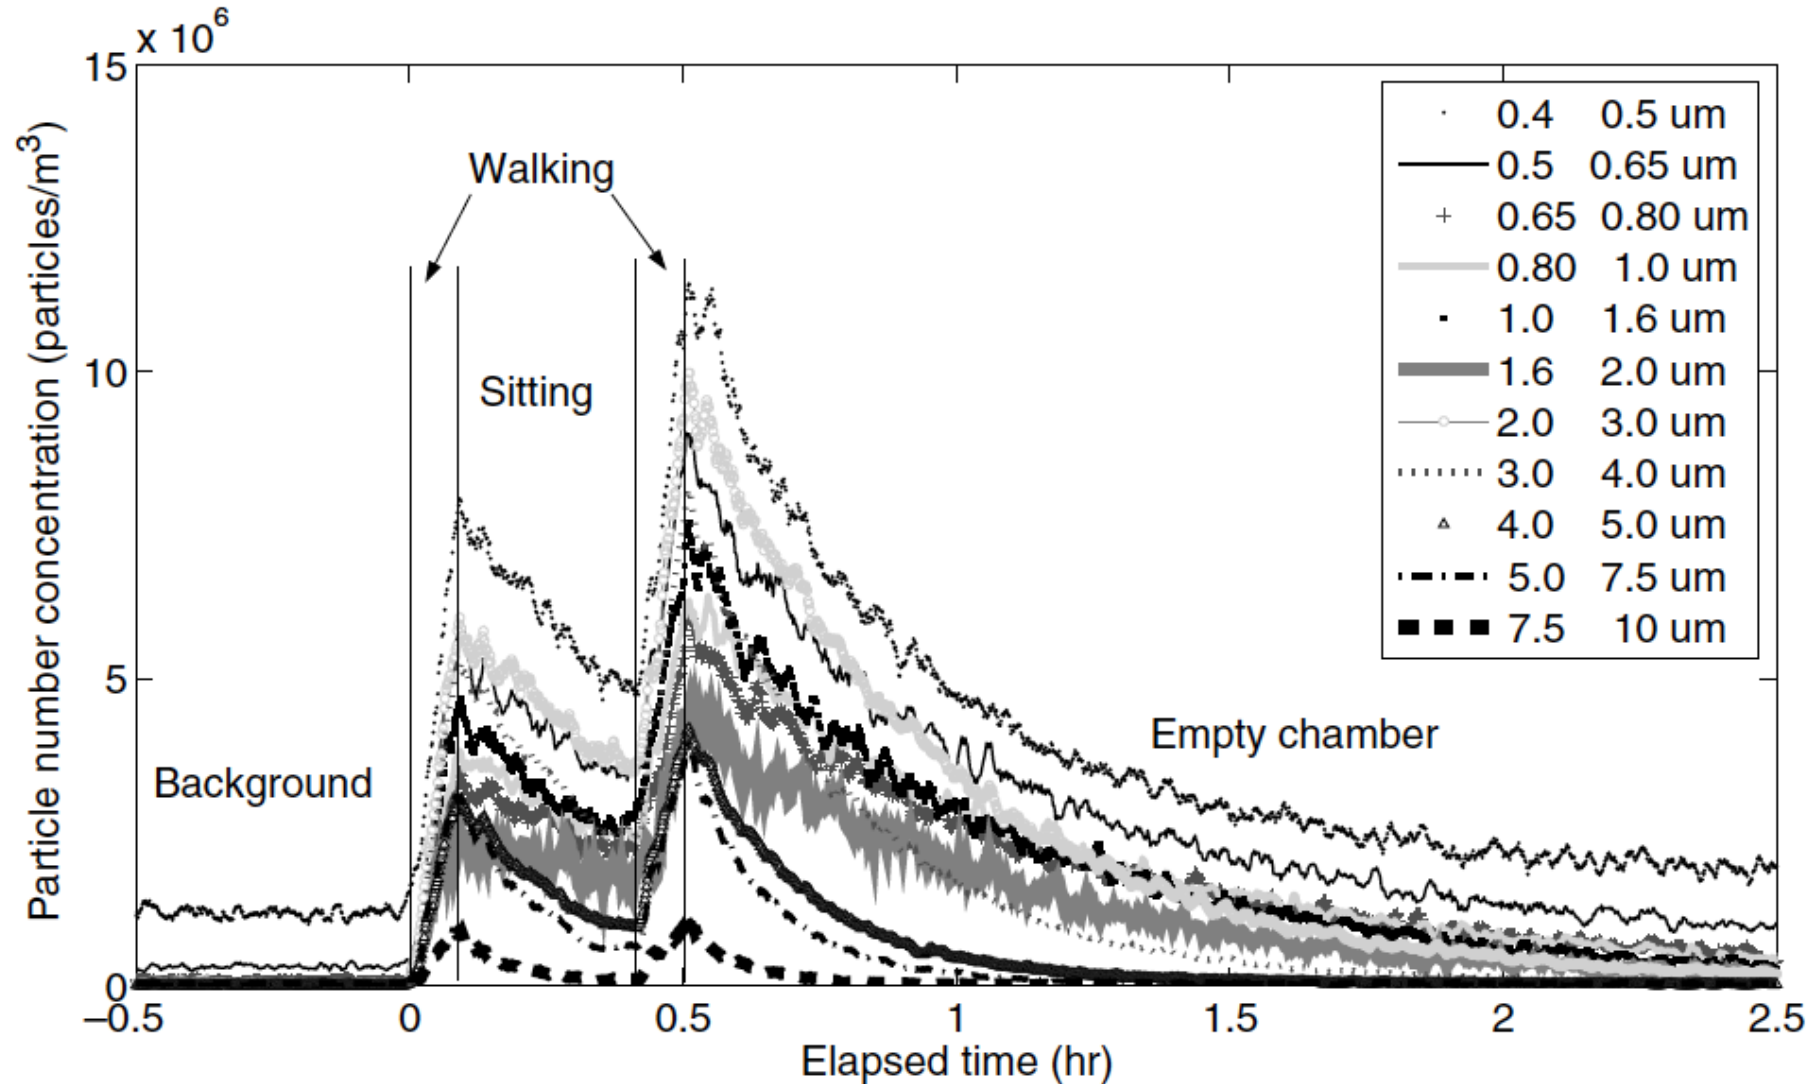 x 10⁶
15
10
5
0
Particle number concentration (particles/m³)
Walking
Sitting
Background
Empty chamber
0.4 0.5 um
0.5 0.65 um
0.65 0.80 um
0.80 1.0 um
1.0 1.6 um
1.6 2.0 um
2.0 3.0 um
3.0 4.0 um
4.0 5.0 um
5.0 7.5 um
7.5 10 um
–0.5 0 0.5 1 1.5 2 2.5
Elapsed time (hr)